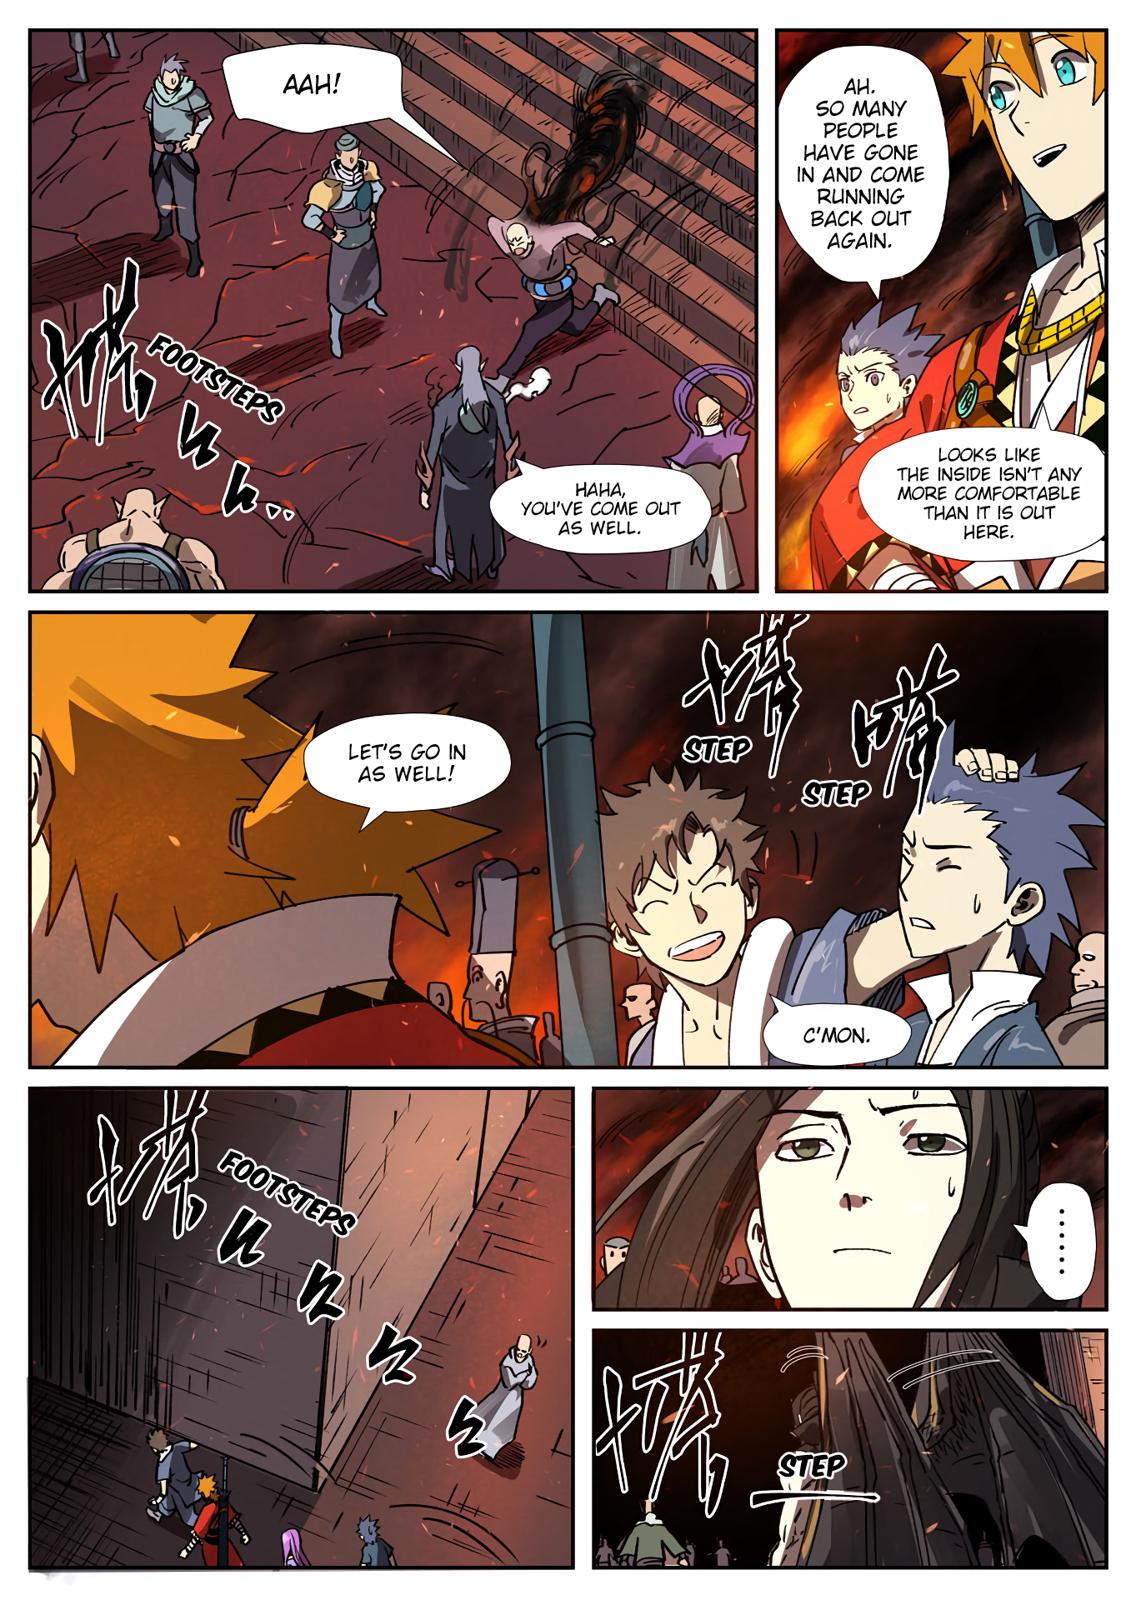 AAH!
FOOTSTEPS
HAHA,
YOU'VE COME OUT
AS WELL.
AH.
SO MANY
PEOPLE
HAVE GONE
IN AND COME
RUNNING
BACK OUT
AGAIN.
LOOKS LIKE
THE INSIDE ISN'T ANY
MORE COMFORTABLE
THAN IT IS OUT
HERE.
LET'S GO IN
AS WELL!
STEP
STEP
C'MON.
FOOTSTEPS
......
STEP